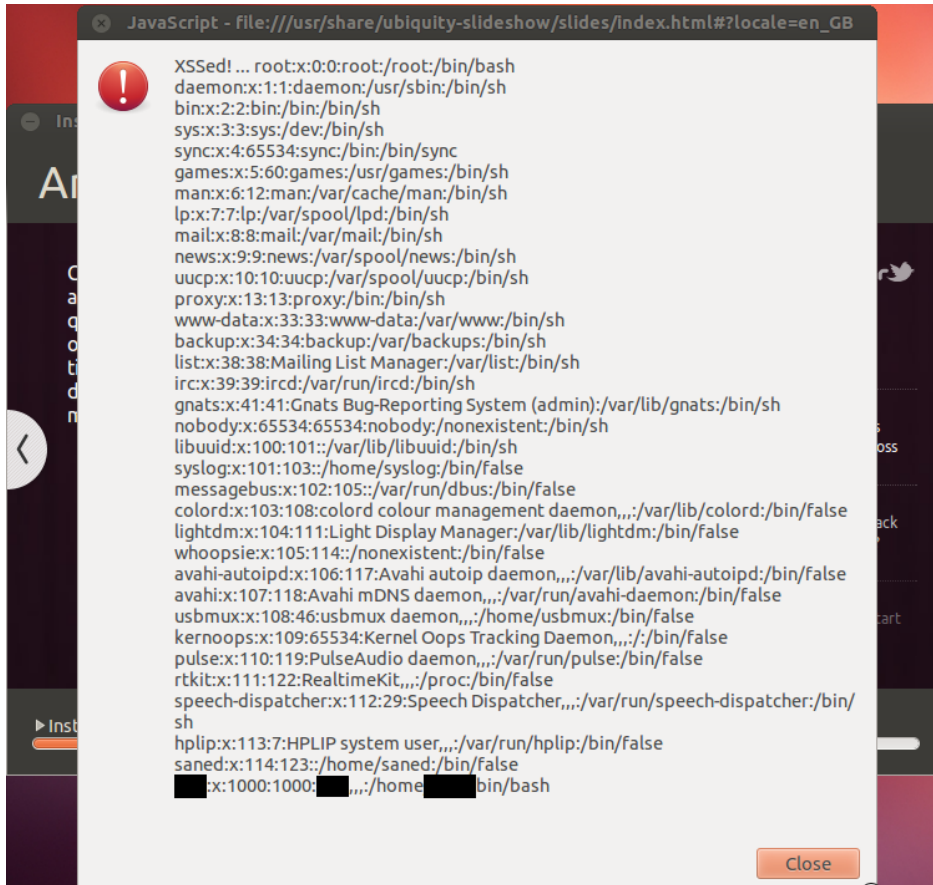 JavaScript - file:///usr/share/ubiquity-slideshow/slides/index.html#?locale=en_GB
XSSed! ... root:x:0:0:root:/root:/bin/bash
daemon:x:1:1:daemon:/usr/sbin:/bin/sh
bin:x:2:2:bin:/bin:/bin/sh
sys:x:3:3:sys:/dev:/bin/sh
sync:x:4:65534:sync:/bin:/bin/sync
games:x:5:60:games:/usr/games:/bin/sh
man:x:6:12:man:/var/cache/man:/bin/sh
lp:x:7:7:lp:/var/spool/lpd:/bin/sh
mail:x:8:8:mail:/var/mail:/bin/sh
news:x:9:9:news:/var/spool/news:/bin/sh
uucp:x:10:10:uucp:/var/spool/uucp:/bin/sh
proxy:x:13:13:proxy:/bin:/bin/sh
www-data:x:33:33:www-data:/var/www:/bin/sh
backup:x:34:34:backup:/var/backups:/bin/sh
list:x:38:38:Mailing List Manager:/var/list:/bin/sh
irc:x:39:39:ircd:/var/run/ircd:/bin/sh
gnats:x:41:41:Gnats Bug-Reporting System (admin):/var/lib/gnats:/bin/sh
nobody:x:65534:65534:nobody:/nonexistent:/bin/sh
libuuid:x:100:101::/var/lib/libuuid:/bin/sh
syslog:x:101:103::/home/syslog:/bin/false
messagebus:x:102:105::/var/run/dbus:/bin/false
colord:x:103:108:colord colour management daemon,,,:/var/lib/colord:/bin/false
lightdm:x:104:111:Light Display Manager:/var/lib/lightdm:/bin/false
whoopsie:x:105:114::/nonexistent:/bin/false
avahi-autoipd:x:106:117:Avahi autoip daemon,,,:/var/lib/avahi-autoipd:/bin/false
avahi:x:107:118:Avahi mDNS daemon,,,:/var/run/avahi-daemon:/bin/false
usbmux:x:108:46:usbmux daemon,,,:/home/usbmux:/bin/false
kernoops:x:109:65534:Kernel Oops Tracking Daemon,,,:/:/bin/false
pulse:x:110:119:PulseAudio daemon,,,:/var/run/pulse:/bin/false
rtkit:x:111:122:RealtimeKit,,,:/proc:/bin/false
speech-dispatcher:x:112:29:Speech Dispatcher,,,:/var/run/speech-dispatcher:/bin/
sh
hplip:x:113:7:HPLIP system user,,,:/var/run/hplip:/bin/false
saned:x:114:123::/home/saned:/bin/false
:x:1000:1000: ,,,:/home bin/bash
Close